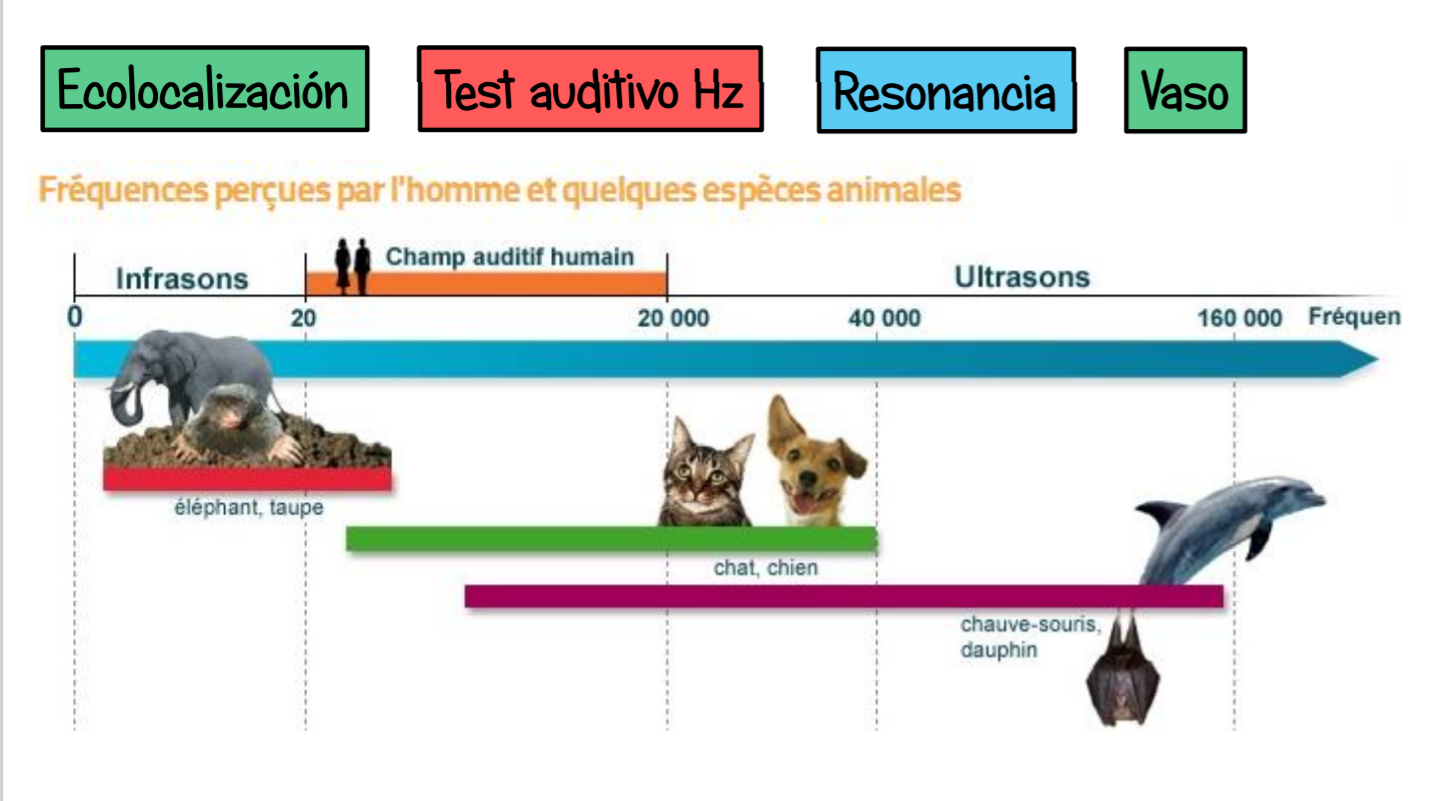 Ecolocalización
Test auditivo Hz
Resonancia
Vaso
Fréquences perçues par l'homme et quelques espèces animales
Infrasons
Champ auditif humain
Ultrasons
0 20 20 000 40 000 160 000 Fréquen
éléphant, taupe
chat, chien
chauve-souris,
dauphin